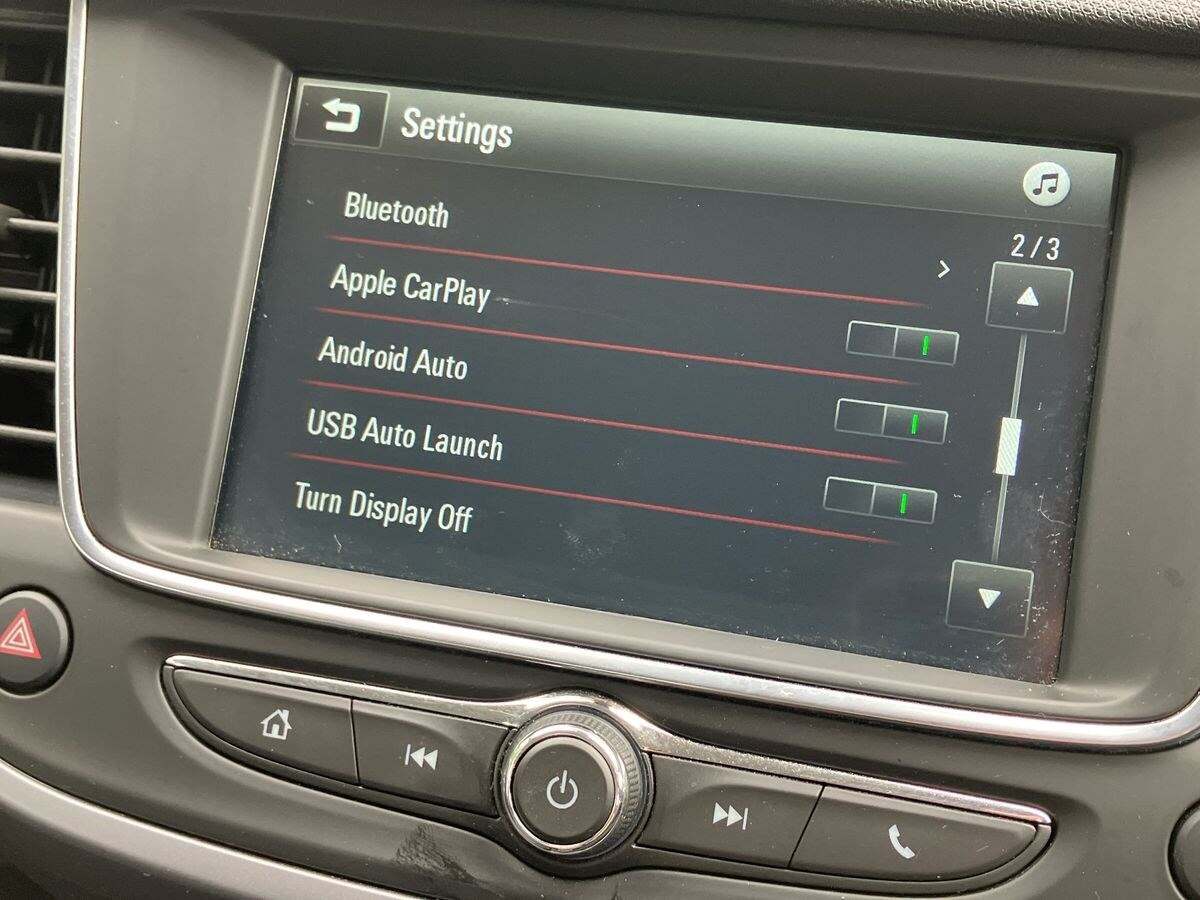 Settings
Bluetooth
2/3
Apple CarPlay
Android Auto
USB Auto Launch
Turn Display Off